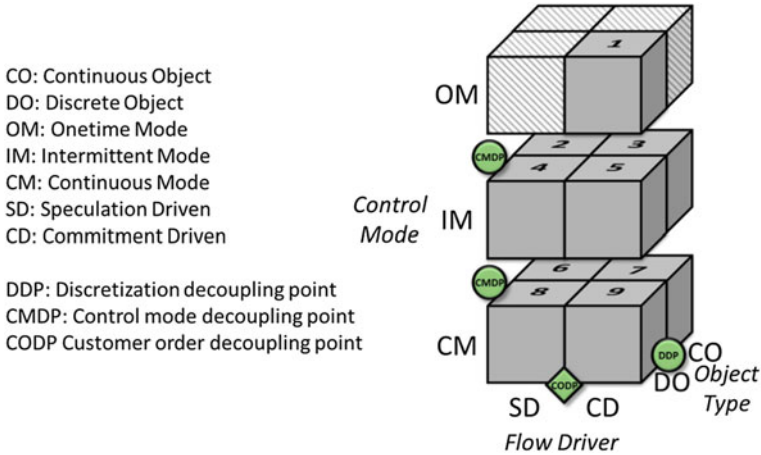 CO: Continuous Object
DO: Discrete Object
OM: Onetime Mode
IM: Intermittent Mode
CM: Continuous Mode
SD: Speculation Driven
CD: Commitment Driven
DDP: Discretization decoupling point
CMDP: Control mode decoupling point
CODP Customer order decoupling point
1
OM
CMDP
2 3
4 5
Control
Mode
IM
CMDP
6 7
8 9
CM
DDP
CO
DO
Object
Type
CODP
SD CD
Flow Driver